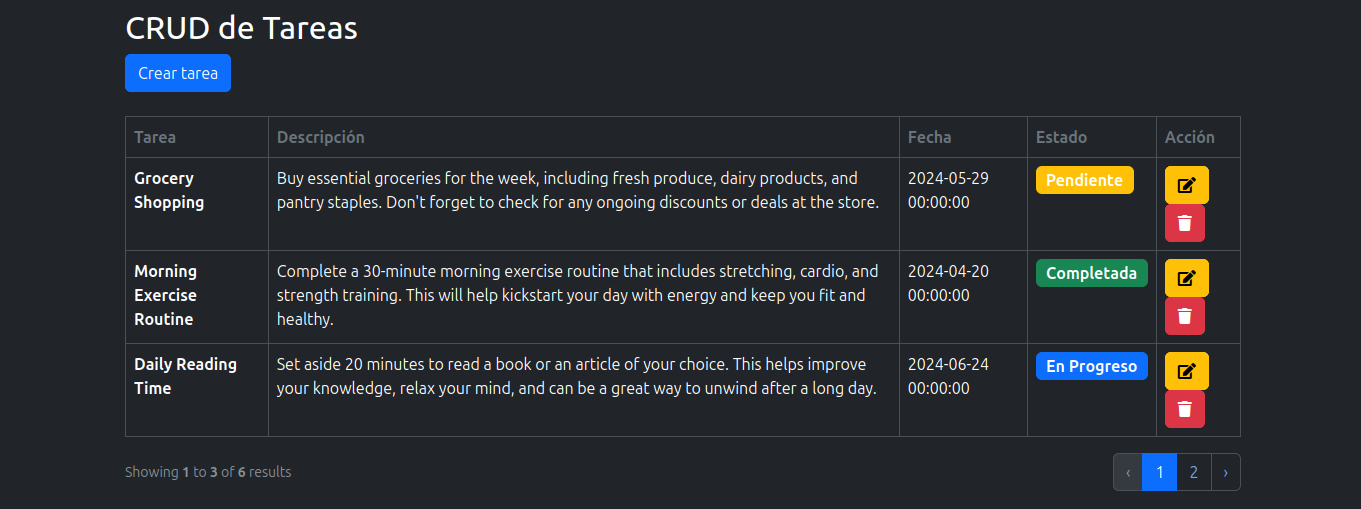 CRUD de Tareas
Crear tarea
Tarea Descripción Fecha Estado Acción
Grocery Shopping
Buy essential groceries for the week, including fresh produce, dairy products, and
pantry staples. Don't forget to check for any ongoing discounts or deals at the store.
2024-05-29
00:00:00
Pendiente
Morning
Exercise
Routine
Complete a 30-minute morning exercise routine that includes stretching, cardio, and
strength training. This will help kickstart your day with energy and keep you fit and
healthy.
2024-04-20
00:00:00
Completada
Daily Reading
Time
Set aside 20 minutes to read a book or an article of your choice. This helps improve
your knowledge, relax your mind, and can be a great way to unwind after a long day.
2024-06-24
00:00:00
En Progreso
Showing 1 to 3 of 6 results
‹ 1 2 ›